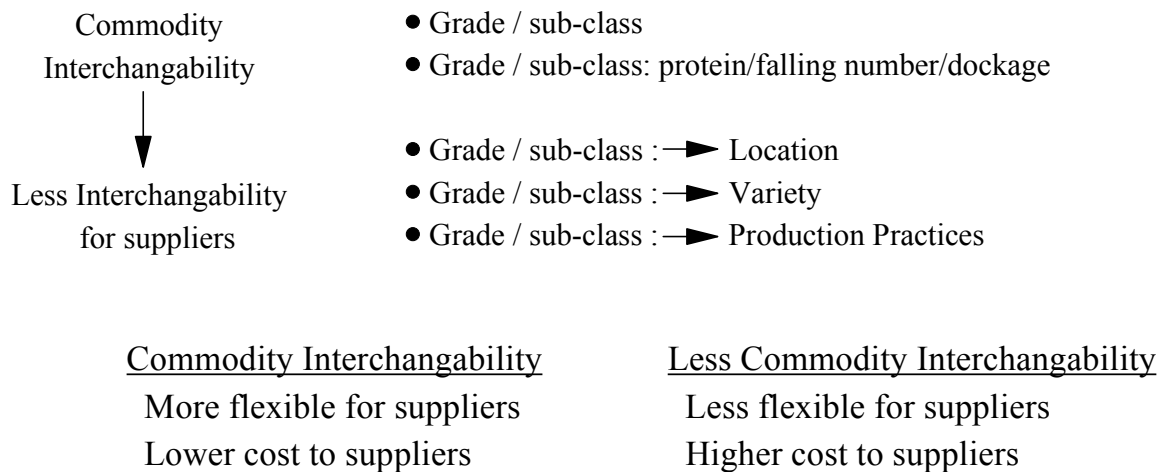 Commodity
Interchangability
Less Interchangability
for suppliers
● Grade / sub-class
● Grade / sub-class: protein/falling number/dockage
● Grade / sub-class : → Location
● Grade / sub-class : → Variety
● Grade / sub-class : → Production Practices
Commodity Interchangability
More flexible for suppliers
Lower cost to suppliers
Less Commodity Interchangability
Less flexible for suppliers
Higher cost to suppliers